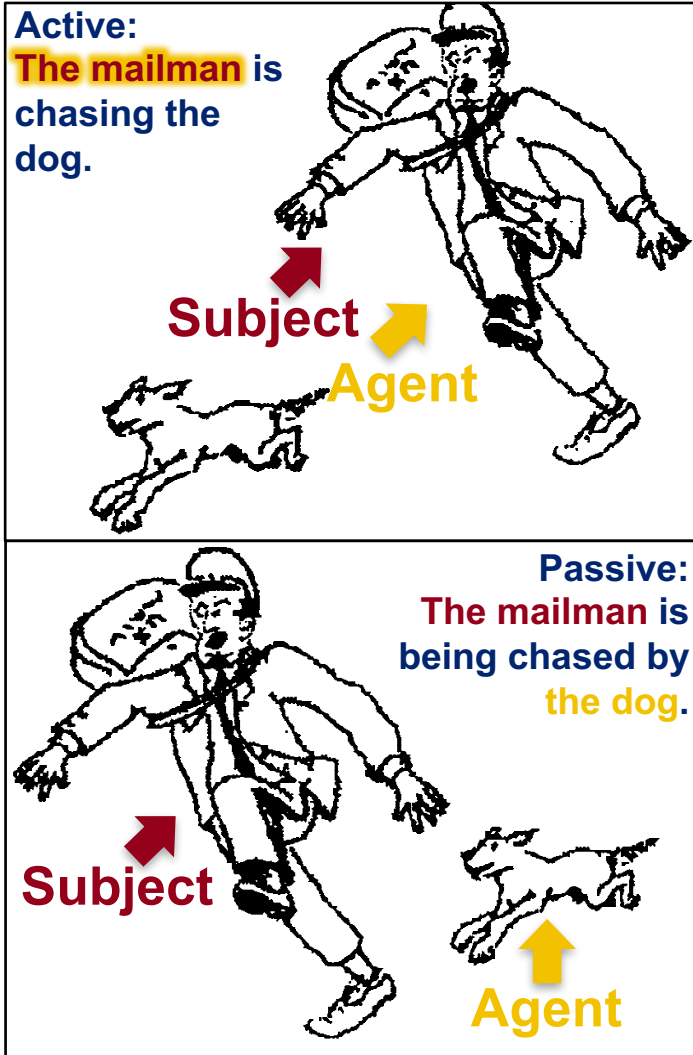 Active:
The mailman is
chasing the
dog.
Subject
Agent
Passive:
The mailman is
being chased by
the dog.
Subject
Agent